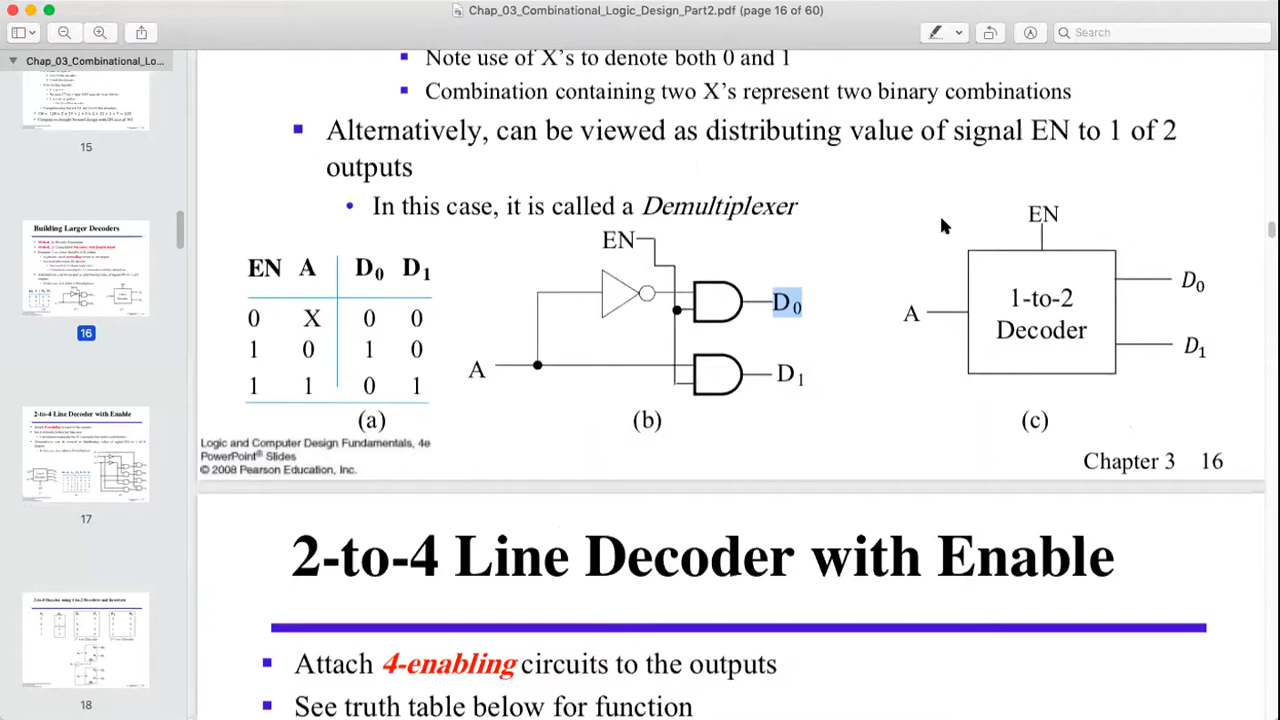 Chap_03_Combinational_Logic_Design_Part2.pdf (page 16 of 60)
Search
Chap_03_Combinational_Lo...
15
Building Larger Decoders
16
2-to-4 Line Decoder with Enable
17
18
Note use of X's to denote both 0 and 1
Combination containing two X's represent two binary combinations
Alternatively, can be viewed as distributing value of signal EN to 1 of 2
outputs
In this case, it is called a Demultiplexer
EN A D0 D1
0 X 0 0
1 0 1 0
1 1 0 1
(a)
EN
A
D0
D1
(b)
EN
A
1-to-2
Decoder
D0
D1
(c)
Logic and Computer Design Fundamentals, 4e
PowerPoint® Slides
© 2008 Pearson Education, Inc.
Chapter 3 16
2-to-4 Line Decoder with Enable
Attach 4-enabling circuits to the outputs
See truth table below for function